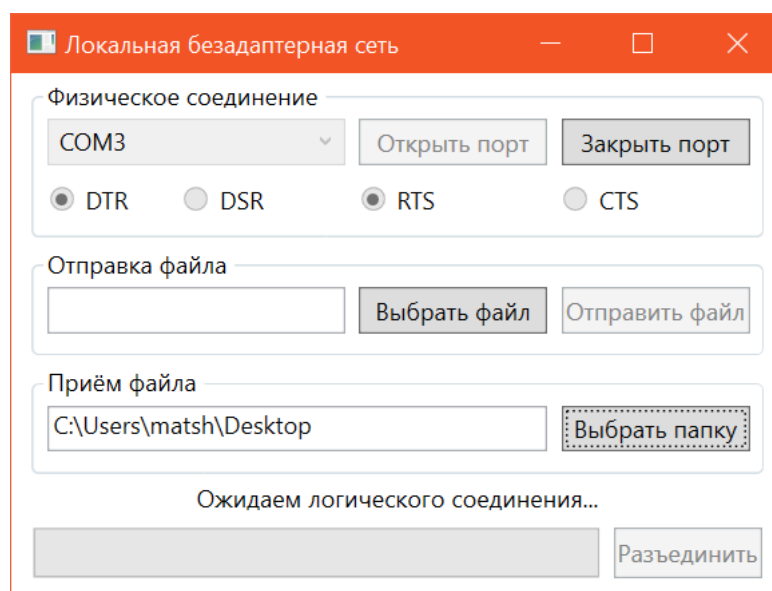 Локальная безадаптерная сеть
Физическое соединение
COM3 Открыть порт Закрыть порт
DTR DSR RTS CTS
Отправка файла
Выбрать файл Отправить файл
Приём файла
C:\Users\matsh\Desktop Выбрать папку
Ожидаем логического соединения...
Разъединить